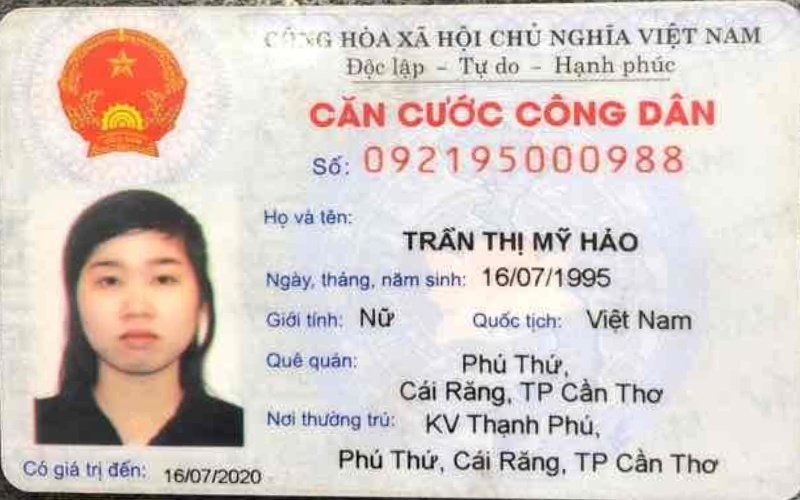 CỘNG HÒA XÃ HỘI CHỦ NGHĨA VIỆT NAM
Độc lập – Tự do – Hạnh phúc
CĂN CƯỚC CÔNG DÂN
Số: 092195000988
Họ và tên:
TRẦN THỊ MỸ HẢO
Ngày, tháng, năm sinh: 16/07/1995
Giới tính: Nữ Quốc tịch: Việt Nam
Quê quán: Phú Thứ,
Cái Răng, TP Cần Thơ
Nơi thường trú: KV Thạnh Phú,
Phú Thứ, Cái Răng, TP Cần Thơ
Có giá trị đến: 16/07/2020